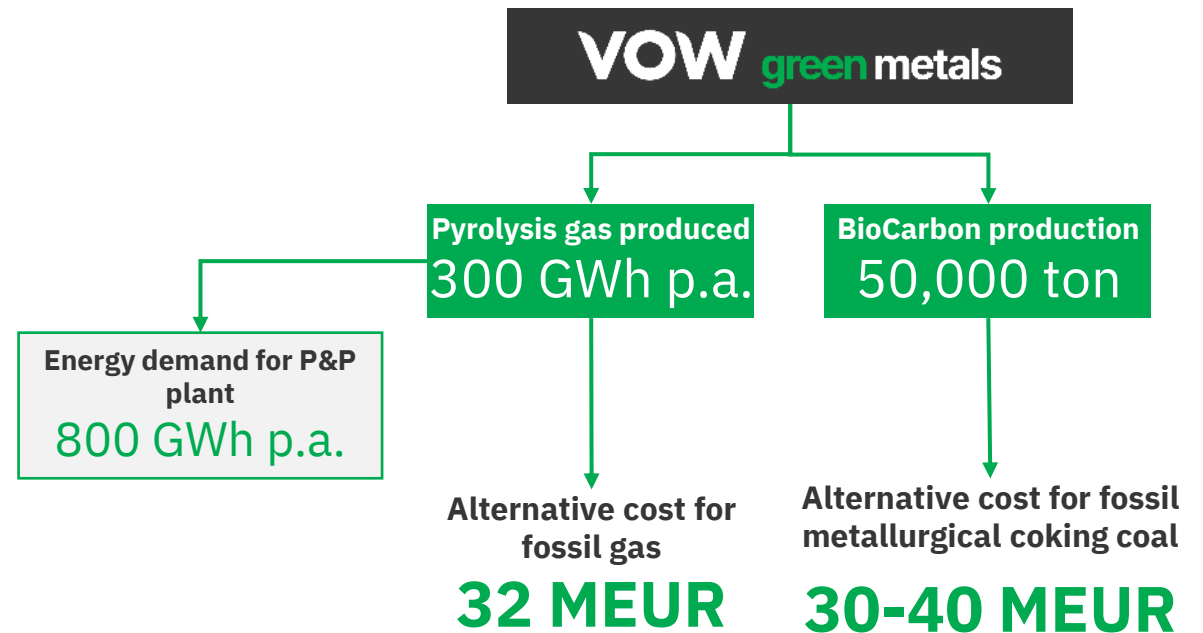 VOW green metals
Pyrolysis gas produced
300 GWh p.a.
BioCarbon production
50,000 ton
Energy demand for P&P
plant
800 GWh p.a.
Alternative cost for
fossil gas
32 MEUR
Alternative cost for fossil
metallurgical coking coal
30-40 MEUR